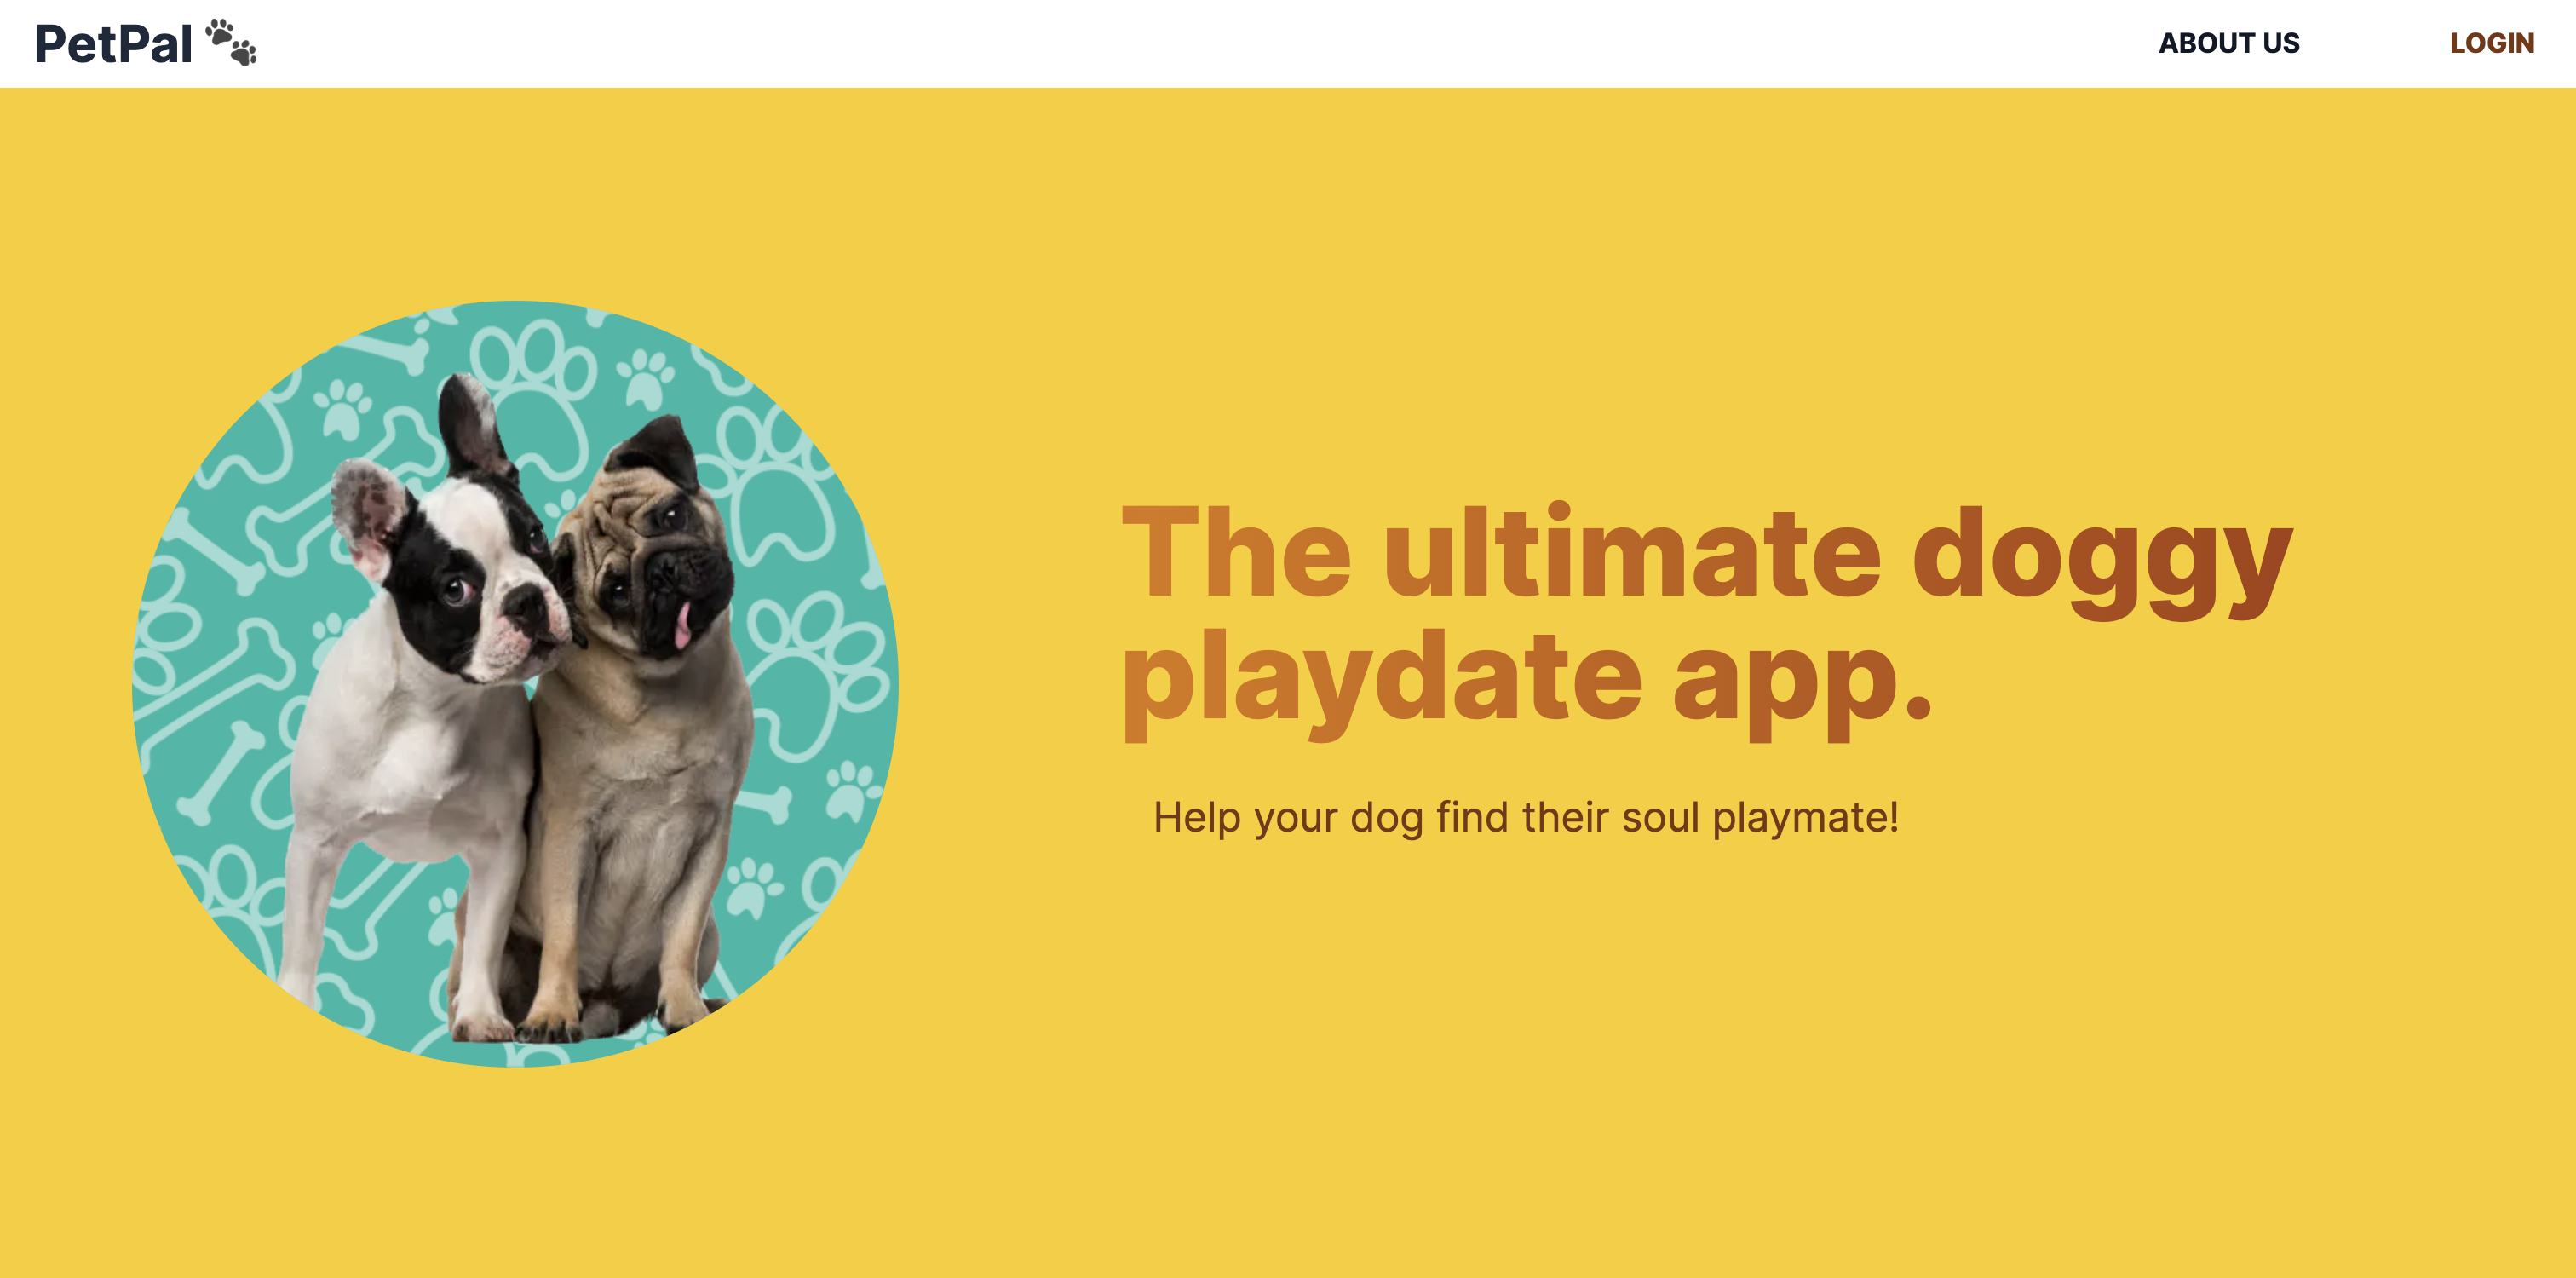 PetPal 🐾
ABOUT US
LOGIN
The ultimate doggy
playdate app.
Help your dog find their soul playmate!